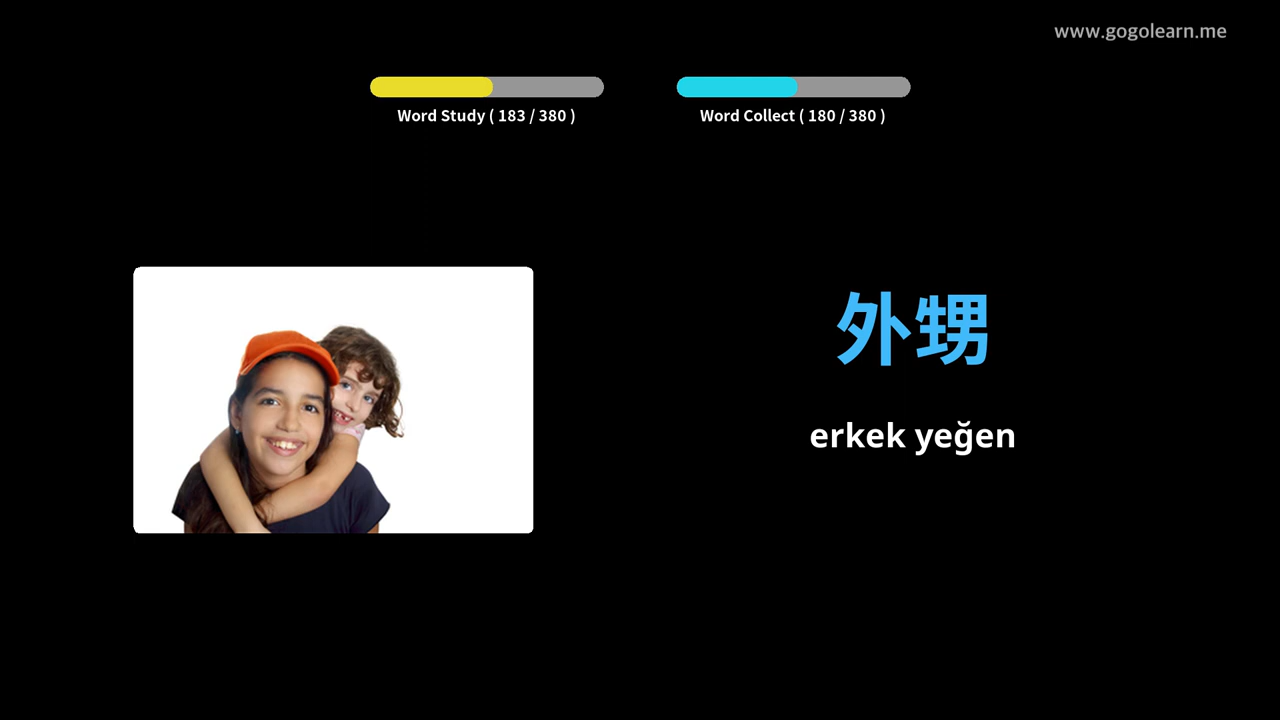 www.gogolearn.me
Word Study ( 183 / 380 )
Word Collect ( 180 / 380 )
外甥
erkek yeğen